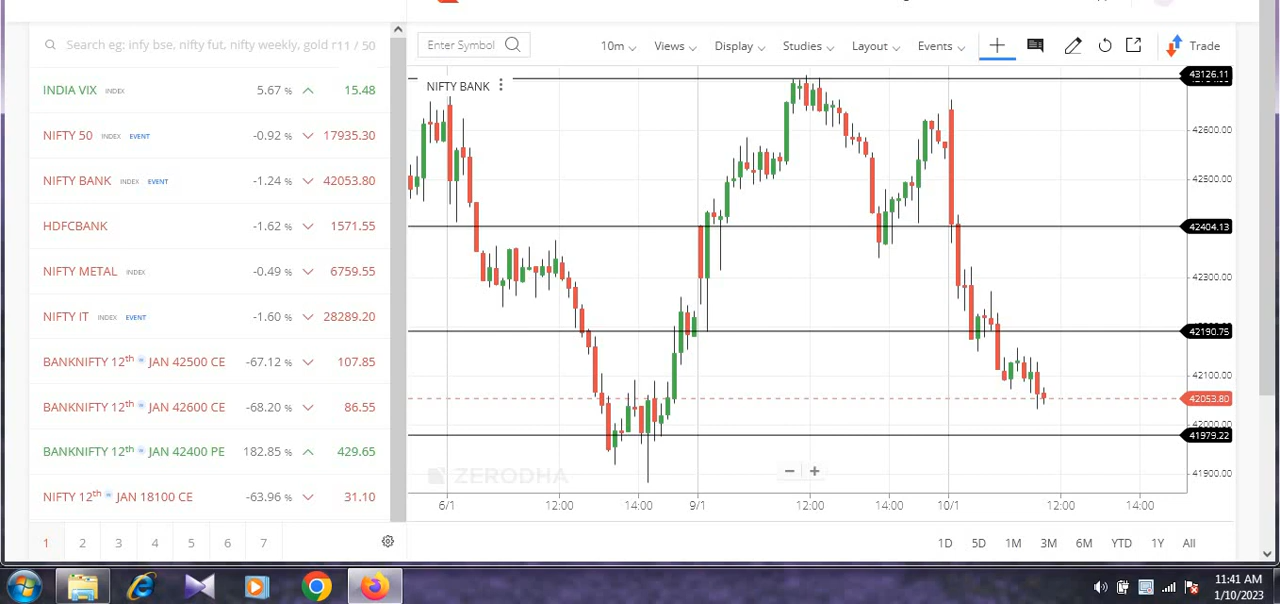 Search eg: infy bse, nifty fut, nifty weekly, gold r11 / 50
INDIA VIX INDEX 5.67 % 15.48
NIFTY 50 INDEX EVENT -0.92 % 17935.30
NIFTY BANK INDEX EVENT -1.24 % 42053.80
HDFCBANK -1.62 % 1571.55
NIFTY METAL INDEX -0.49 % 6759.55
NIFTY IT INDEX EVENT -1.60 % 28289.20
BANKNIFTY 12th JAN 42500 CE -67.12 % 107.85
BANKNIFTY 12th JAN 42600 CE -68.20 % 86.55
BANKNIFTY 12th JAN 42400 PE 182.85 % 429.65
NIFTY 12th JAN 18100 CE -63.96 % 31.10
1 2 3 4 5 6 7
Enter Symbol 10m Views Display Studies Layout Events Trade
NIFTY BANK
43126.11
42600.00
42500.00
42404.13
42300.00
42190.75
42100.00
42053.80
42000.00
41979.22
41900.00
ZERODHA
6/1 12:00 14:00 9/1 12:00 14:00 10/1 12:00 14:00
1D 5D 1M 3M 6M YTD 1Y All
11:41 AM
1/10/2023